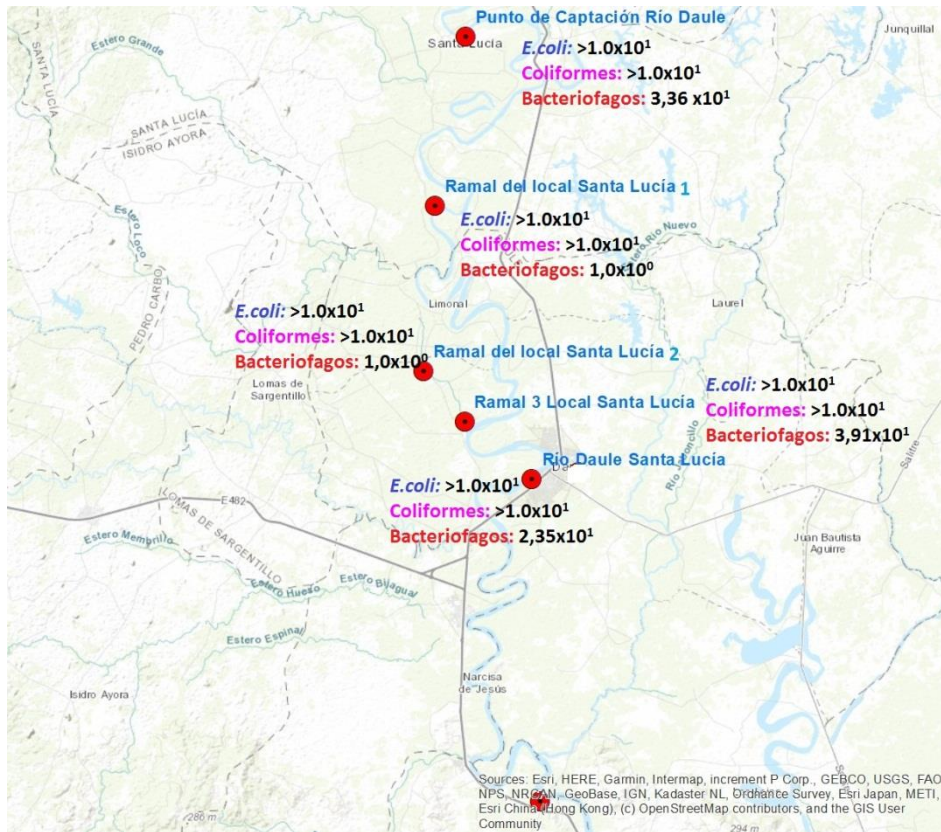 Punto de Captación Río Daule
Estero Grande
Santa Lucía
Junquillal
SANTA LUCÍA
E.coli: >1.0x10¹
Coliformes: >1.0x10¹
Bacteriofagos: 3,36 x10¹
SANTA LUCÍA
ISIDRO AYORA
Ramal del local Santa Lucía 1
Estero Loco
E.coli: >1.0x10¹
Río Nuevo
Coliformes: >1.0x10¹
Bacteriofagos: 1,0x10⁰
PEDRO CARBO
Limonal
Laurel
E.coli: >1.0x10¹
Coliformes: >1.0x10¹
Bacteriofagos: 1,0x10⁰
Ramal del local Santa Lucía 2
Lomas de
Sargentillo
E.coli: >1.0x10¹
Ramal 3 Local Santa Lucía
Coliformes: >1.0x10¹
Bacteriofagos: 3,91x10¹
Río Daule Santa Lucía
Salitre
E.coli: >1.0x10¹
Coliformes: >1.0x10¹
Bacteriofagos: 2,35x10¹
E482
LOMAS DE SARGENTILLO
Estero Membrillo
Juan Bautista
Aguirre
Estero Hueso
Estero Bijagual
Estero Espinal
Narcisa
de Jesús
Isidro Ayora
Sources: Esri, HERE, Garmin, Intermap, increment P Corp., GEBCO, USGS, FAO,
NPS, NRCAN, GeoBase, IGN, Kadaster NL, Ordnance Survey, Esri Japan, METI,
Esri China (Hong Kong), (c) OpenStreetMap contributors, and the GIS User
Community
286 m
294 m